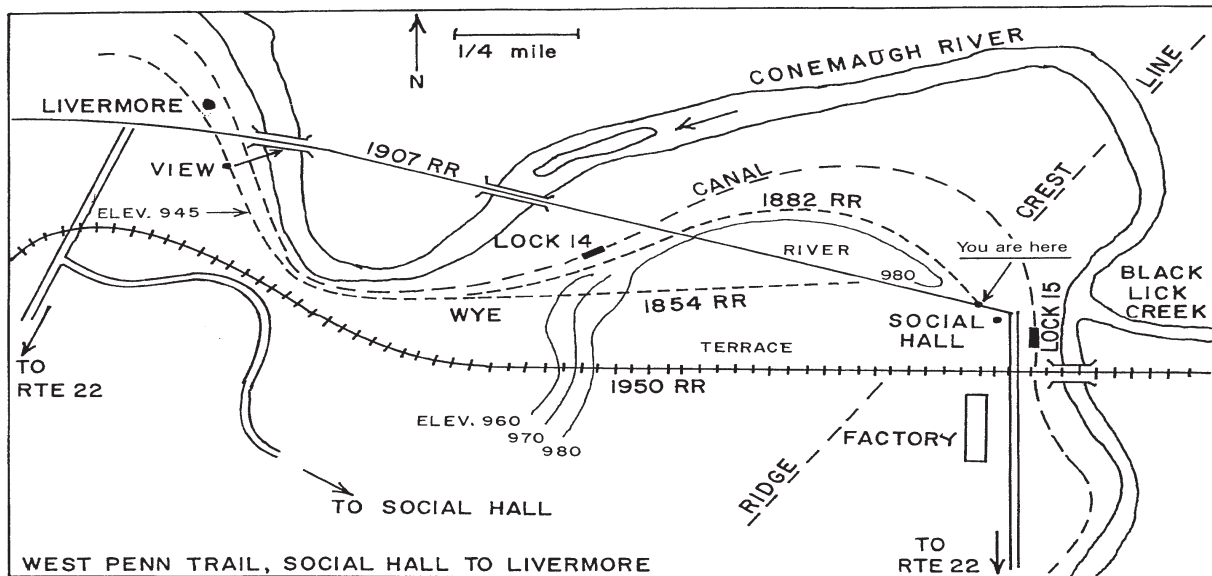 1/4 mile
N
CONEMAUGH RIVER
LINE
LIVERMORE
VIEW
1907 RR
CANAL
CREST
1882 RR
ELEV. 945
LOCK 14
RIVER
You are here
980
BLACK
LICK
CREEK
WYE
1854 RR
SOCIAL
HALL
LOCK 15
TERRACE
TO
RTE 22
1950 RR
ELEV. 960
970
980
FACTORY
RIDGE
TO SOCIAL HALL
TO
RTE 22
WEST PENN TRAIL, SOCIAL HALL TO LIVERMORE